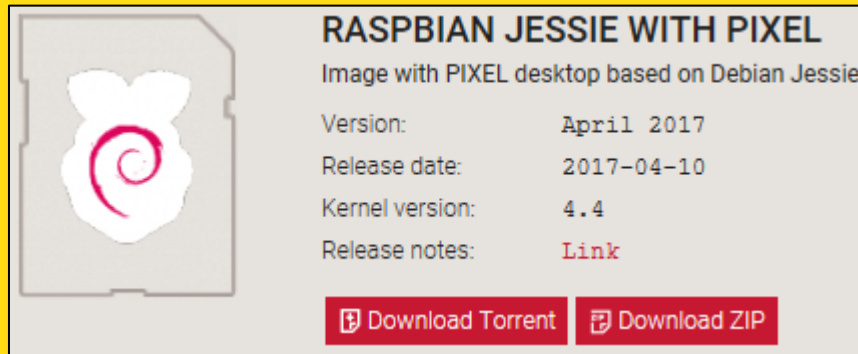 RASPBIAN JESSIE WITH PIXEL
Image with PIXEL desktop based on Debian Jessie
Version: April 2017
Release date: 2017-04-10
Kernel version: 4.4
Release notes: Link
Download Torrent Download ZIP